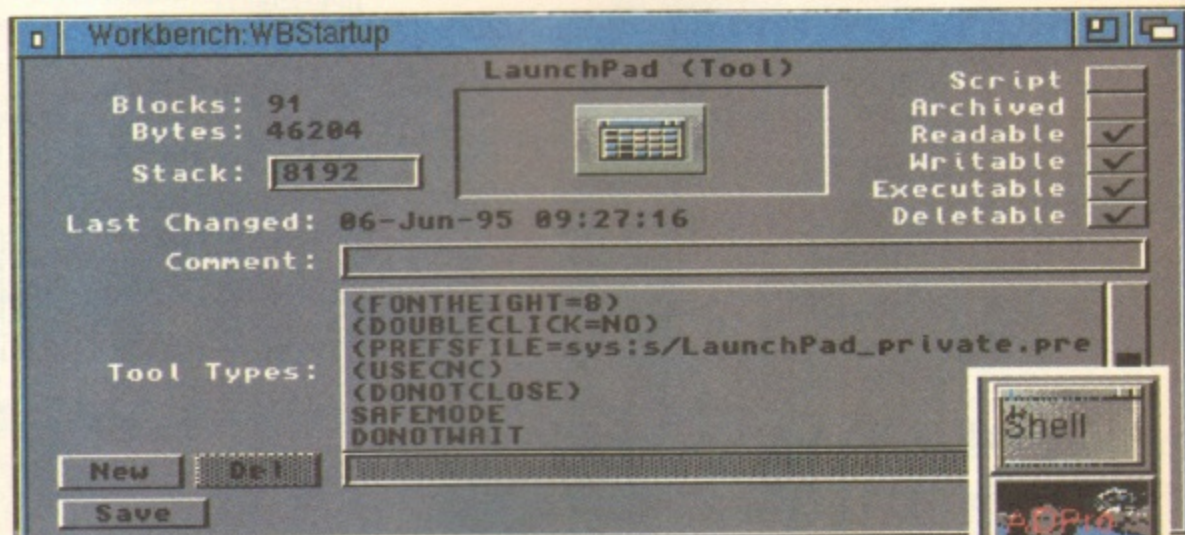 Workbench:WBStartup
LaunchPad (Tool)
Blocks: 91
Bytes: 46204
Stack: 8192
Script
Archived
Readable
Writable
Executable
Deletable
Last Changed: 06-Jun-95 09:27:16
Comment:
Tool Types:
(FONTHEIGHT=8)
(DOUBLECLICK=NO)
(PREFSFILE=sys:s/LaunchPad_private.pre
(USECNC)
(DONOTCLOSE)
SAFEMODE
DONOTWAIT
New
Del
Save
Shell